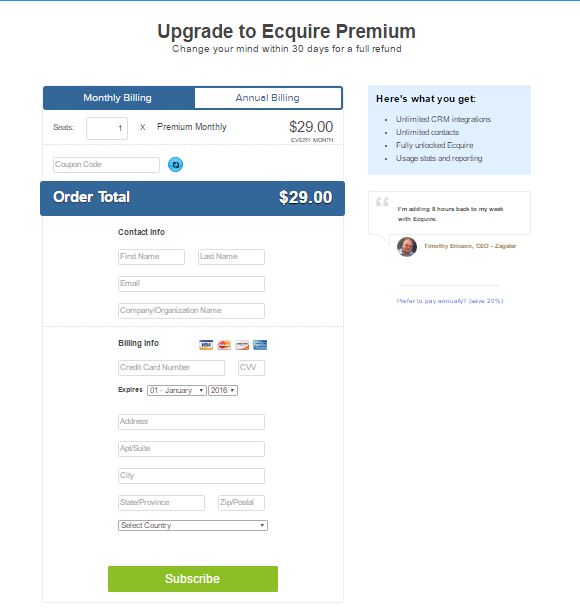 Upgrade to Ecquire Premium
Change your mind within 30 days for a full refund
Monthly Billing
Annual Billing
Seats: 1 X Premium Monthly $29.00
EVERY MONTH
Coupon Code
Order Total $29.00
Contact Info
First Name Last Name
Email
Company/Organization Name
Billing Info VISA
Credit Card Number CVV
Expires 01 - January 2016
Address
Apt/Suite
City
State/Province Zip/Postal
Select Country
Subscribe
Here's what you get:
Unlimited CRM integrations
Unlimited contacts
Fully unlocked Ecquire
Usage stats and reporting
I'm adding 8 hours back to my week
with Ecquire.
Timothy Ericson, CEO - Zagster
Prefer to pay annually? (save 20%)